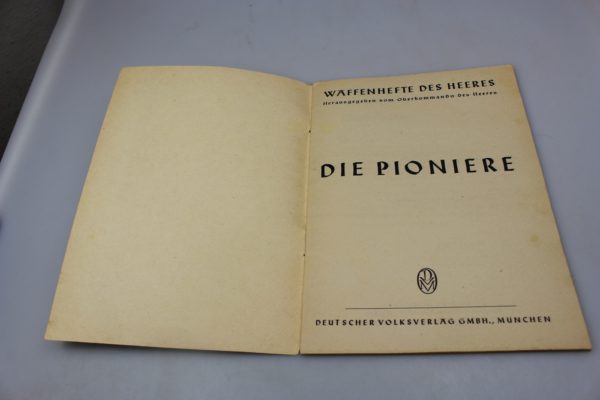 WAFFENHEFTE DES HEERES
Herausgegeben vom Oberkommando des Heeres
DIE PIONIERE
DEUTSCHER VOLKSVERLAG GMBH., MÜNCHEN